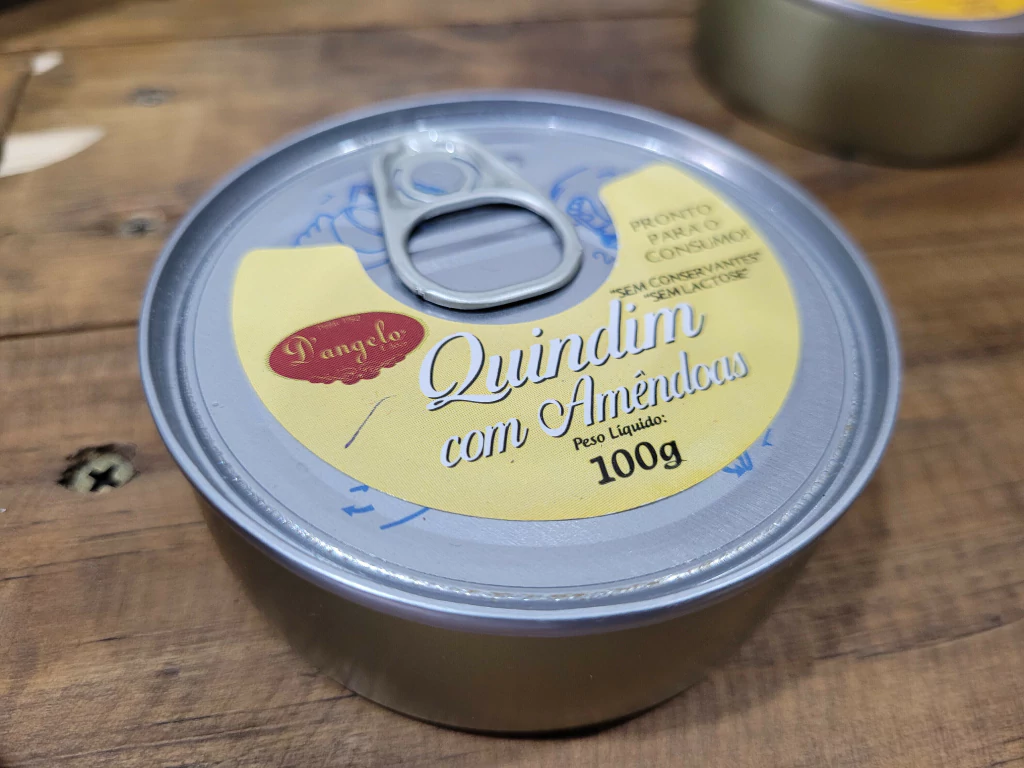 PRONTO
PARA O
CONSUMO!
"SEM CONSERVANTES"
"SEM LACTOSE"
D'angelo
Quindim
com Amêndoas
Peso Líquido:
100g